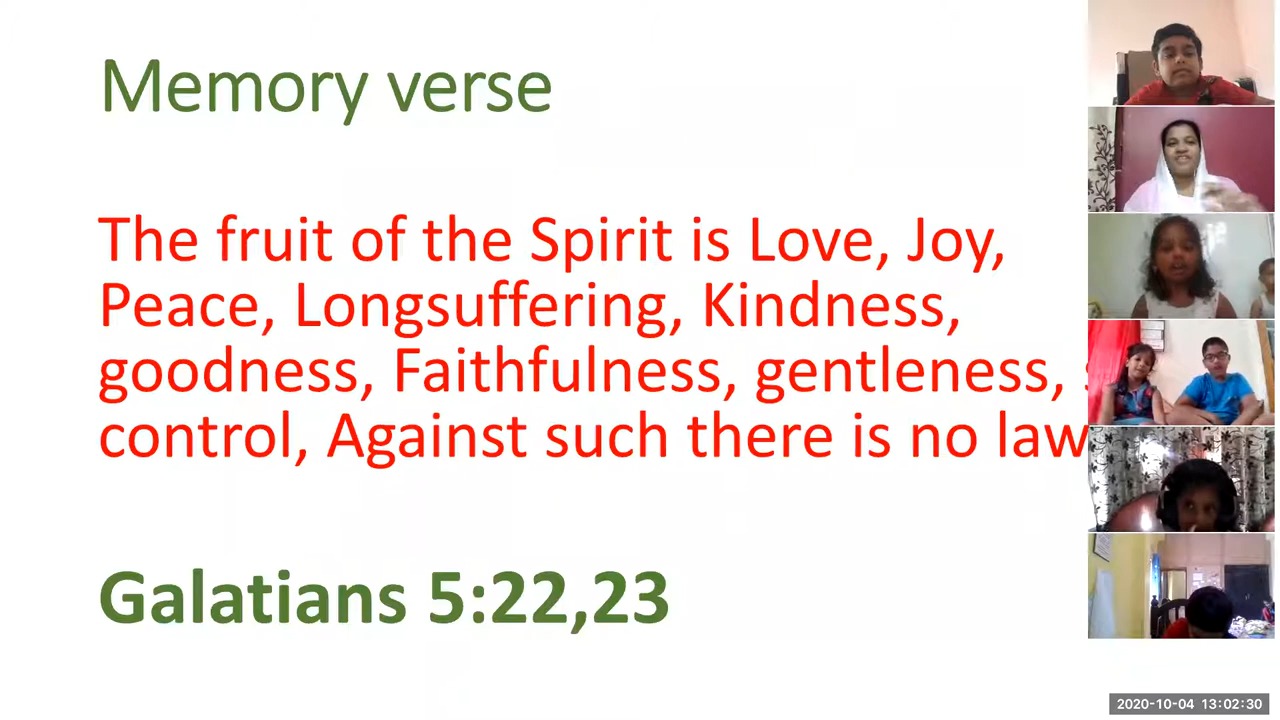 Memory verse
The fruit of the Spirit is Love, Joy,
Peace, Longsuffering, Kindness,
goodness, Faithfulness, gentleness,
control, Against such there is no law
Galatians 5:22,23
2020-10-04 13:02:30